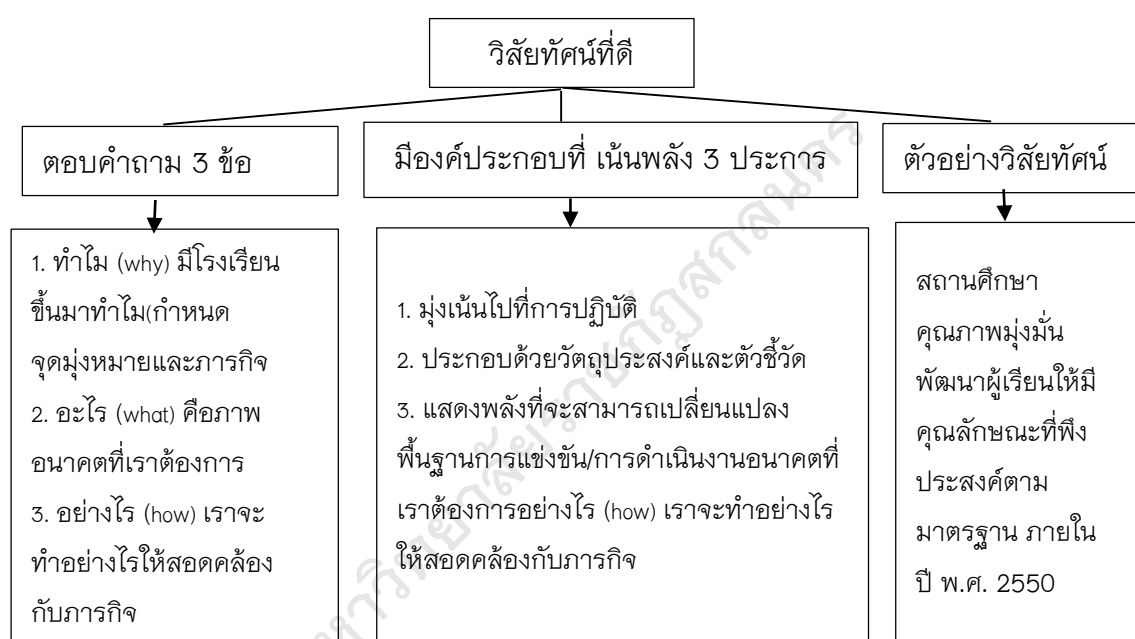 วิสัยทัศน์ที่ดี
ตอบคำถาม 3 ข้อ
มีองค์ประกอบที่ เน้นพลัง 3 ประการ
ตัวอย่างวิสัยทัศน์
1. ทำไม (why) มีโรงเรียน
ขึ้นมาทำไม(กำหนด
จุดมุ่งหมายและภารกิจ
2. อะไร (what) คือภาพ
อนาคตที่เราต้องการ
3. อย่างไร (how) เราจะ
ทำอย่างไรให้สอดคล้อง
กับภารกิจ
1. มุ่งเน้นไปที่การปฏิบัติ
2. ประกอบด้วยวัตถุประสงค์และตัวชี้วัด
3. แสดงพลังที่จะสามารถเปลี่ยนแปลง
พื้นฐานการแข่งขัน/การดำเนินงานอนาคตที่
เราต้องการอย่างไร (how) เราจะทำอย่างไร
ให้สอดคล้องกับภารกิจ
สถานศึกษา
คุณภาพมุ่งมั่น
พัฒนาผู้เรียนให้มี
คุณลักษณะที่พึง
ประสงค์ตาม
มาตรฐาน ภายใน
ปี พ.ศ. 2550